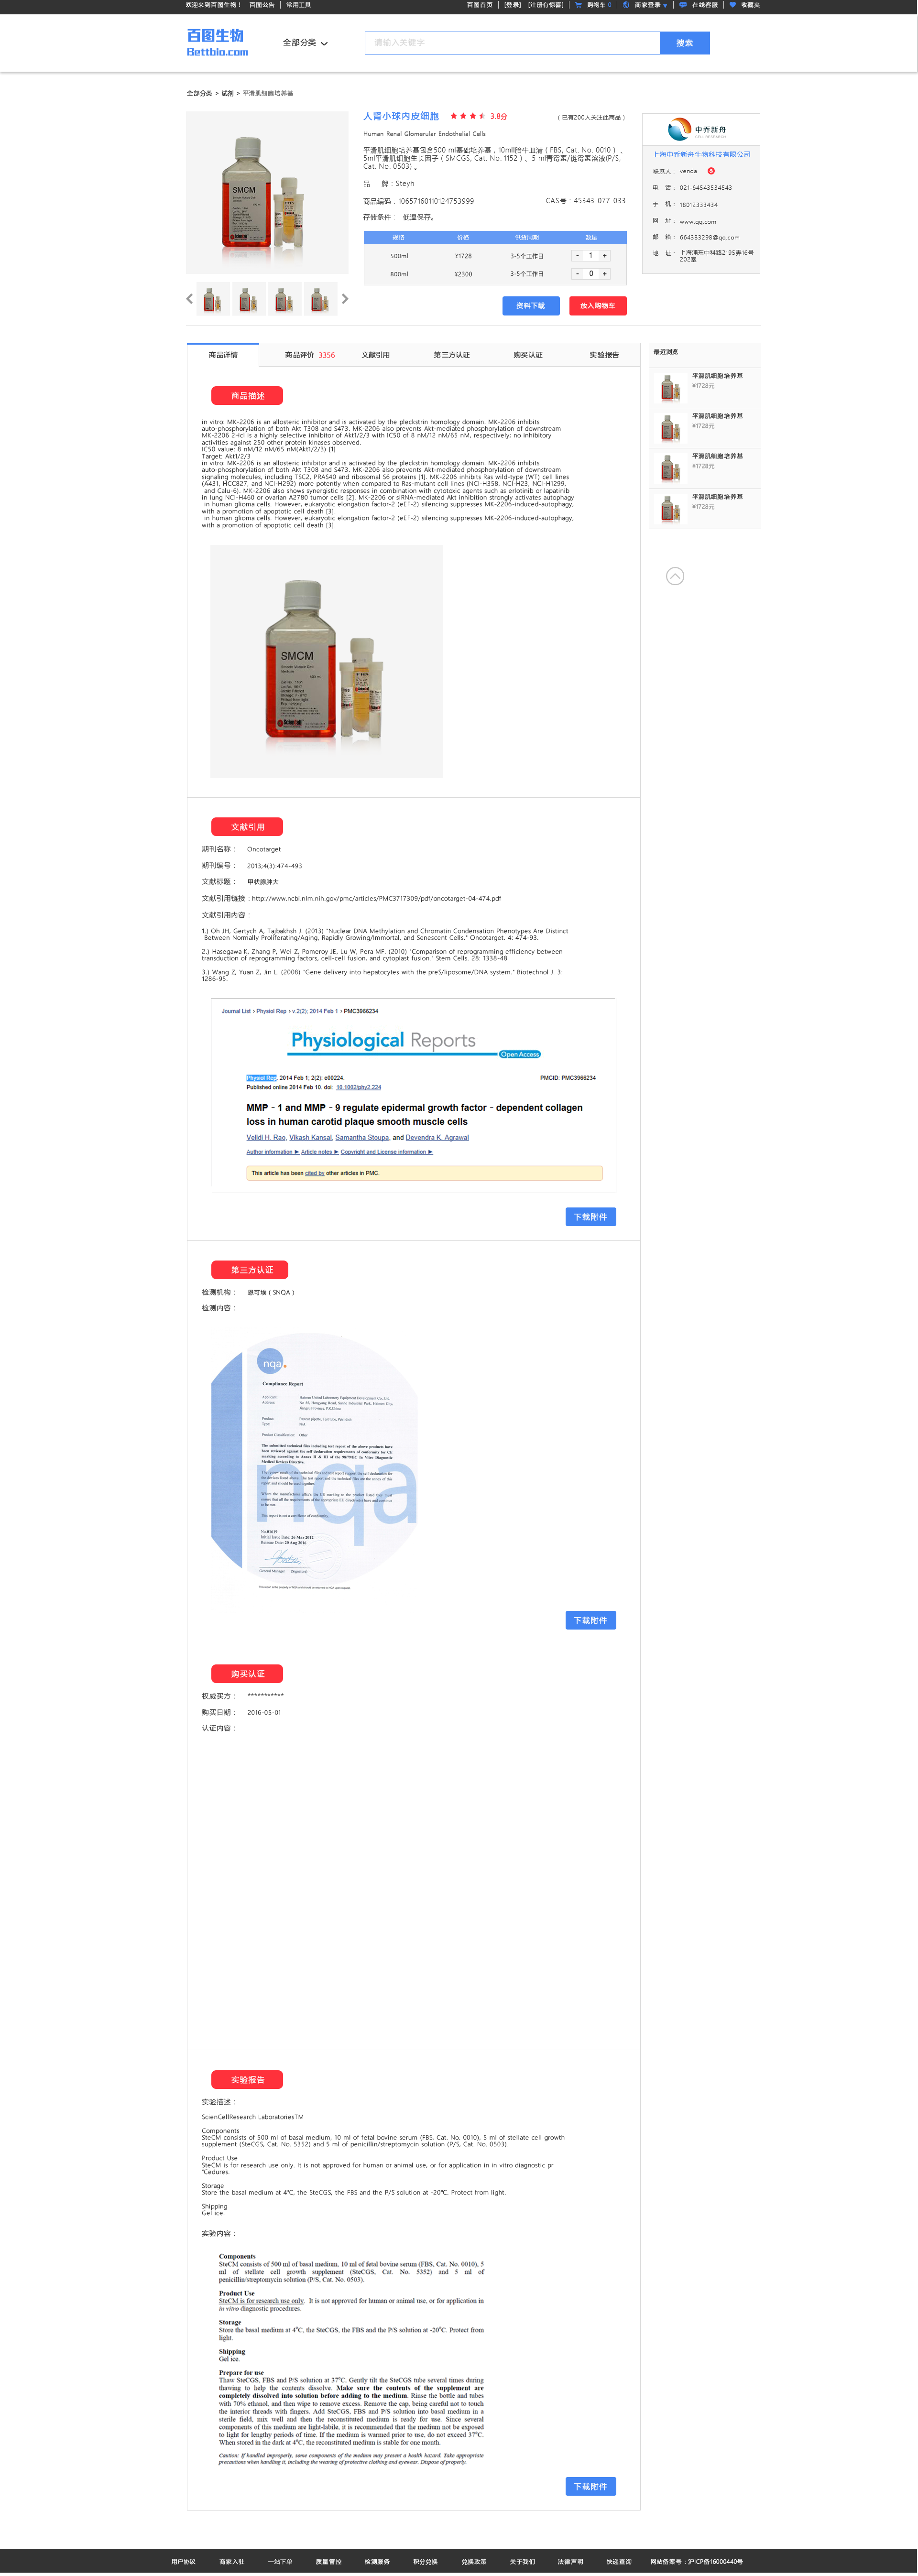 欢迎来到百图生物！ 百图公告 常用工具 百图首页 [登录] [注册有惊喜] 购物车 0 商家登录 在线客服 收藏夹
百图生物
Bettbio.com
全部分类
请输入关键字
搜索
全部分类 > 试剂 > 平滑肌细胞培养基
人肾小球内皮细胞 3.8分 （已有200人关注此商品）
Human Renal Glomerular Endothelial Cells
平滑肌细胞培养基包含500 ml基础培养基，10ml胎牛血清（FBS, Cat. No. 0010）、
5ml平滑肌细胞生长因子（SMCGS, Cat. No. 1152）、5 ml青霉素/链霉素溶液(P/S,
Cat. No. 0503) 。
品 牌：Steyh
商品编码：10657160110124753999 CAS号：45343-077-033
存储条件： 低温保存。
规格 价格 供货周期 数量
500ml ¥1728 3-5个工作日 - 1 +
800ml ¥2300 3-5个工作日 - 0 +
资料下载 放入购物车
中乔新舟
CELL RESEARCH
上海中乔新舟生物科技有限公司
联系人： venda
电 话： 021-64543534543
手 机： 18012333434
网 址： www.qq.com
邮 箱： 664383298@qq.com
地 址： 上海浦东中科路2195弄16号
202室
商品详情 商品评价 3356 文献引用 第三方认证 购买认证 实验报告
最近浏览
平滑肌细胞培养基
¥1728元
平滑肌细胞培养基
¥1728元
平滑肌细胞培养基
¥1728元
平滑肌细胞培养基
¥1728元
商品描述
in vitro: MK-2206 is an allosteric inhibitor and is activated by the pleckstrin homology domain. MK-2206 inhibits
auto-phosphorylation of both Akt T308 and S473. MK-2206 also prevents Akt-mediated phosphorylation of downstream
MK-2206 2HCl is a highly selective inhibitor of Akt1/2/3 with IC50 of 8 nM/12 nM/65 nM, respectively; no inhibitory
activities against 250 other protein kinases observed.
IC50 value: 8 nM/12 nM/65 nM(Akt1/2/3) [1]
Target: Akt1/2/3
in vitro: MK-2206 is an allosteric inhibitor and is activated by the pleckstrin homology domain. MK-2206 inhibits
auto-phosphorylation of both Akt T308 and S473. MK-2206 also prevents Akt-mediated phosphorylation of downstream
signaling molecules, including TSC2, PRAS40 and ribosomal S6 proteins [1]. MK-2206 inhibits Ras wild-type (WT) cell lines
(A431, HCC827, and NCI-H292) more potently when compared to Ras-mutant cell lines (NCI-H358, NCI-H23, NCI-H1299,
and Calu-6). MK-2206 also shows synergistic responses in combination with cytotoxic agents such as erlotinib or lapatinib
in lung NCI-H460 or ovarian A2780 tumor cells [2]. MK-2206 or siRNA-mediated Akt inhibition strongly activates autophagy
in human glioma cells. However, eukaryotic elongation factor-2 (eEF-2) silencing suppresses MK-2206-induced-autophagy,
with a promotion of apoptotic cell death [3].
in human glioma cells. However, eukaryotic elongation factor-2 (eEF-2) silencing suppresses MK-2206-induced-autophagy,
with a promotion of apoptotic cell death [3].
SMCM
文献引用
期刊名称： Oncotarget
期刊编号： 2013;4(3):474-493
文献标题： 甲状腺肿大
文献引用链接：http://www.ncbi.nlm.nih.gov/pmc/articles/PMC3717309/pdf/oncotarget-04-474.pdf
文献引用内容：
1.) Oh JH, Gertych A, Tajbakhsh J. (2013) "Nuclear DNA Methylation and Chromatin Condensation Phenotypes Are Distinct
Between Normally Proliferating/Aging, Rapidly Growing/Immortal, and Senescent Cells." Oncotarget. 4: 474-93.
2.) Hasegawa K, Zhang P, Wei Z, Pomeroy JE, Lu W, Pera MF. (2010) "Comparison of reprogramming efficiency between
transduction of reprogramming factors, cell-cell fusion, and cytoplast fusion." Stem Cells. 28: 1338-48
3.) Wang Z, Yuan Z, Jin L. (2008) "Gene delivery into hepatocytes with the preS/liposome/DNA system." Biotechnol J. 3:
1286-95.
Journal List > Physiol Rep > v.2(2); 2014 Feb 1 > PMC3966234
Physiological Reports
Open Access
Physiol Rep. 2014 Feb 1; 2(2): e00224. PMCID: PMC3966234
Published online 2014 Feb 10. doi: 10.1002/phy2.224
MMP‐1 and MMP‐9 regulate epidermal growth factor‐dependent collagen
loss in human carotid plaque smooth muscle cells
Velidi H. Rao, Vikash Kansal, Samantha Stoupa, and Devendra K. Agrawal
Author information ► Article notes ► Copyright and License information ►
This article has been cited by other articles in PMC.
下载附件
第三方认证
检测机构： 恩可埃（SNQA）
检测内容：
nqa
Compliance Report
下载附件
购买认证
权威买方： ***********
购买日期： 2016-05-01
认证内容：
实验报告
实验描述：
ScienCellResearch LaboratoriesTM
Components
SteCM consists of 500 ml of basal medium, 10 ml of fetal bovine serum (FBS, Cat. No. 0010), 5 ml of stellate cell growth
supplement (SteCGS, Cat. No. 5352) and 5 ml of penicillin/streptomycin solution (P/S, Cat. No. 0503).
Product Use
SteCM is for research use only. It is not approved for human or animal use, or for application in in vitro diagnostic pr
℃edures.
Storage
Store the basal medium at 4℃, the SteCGS, the FBS and the P/S solution at -20℃. Protect from light.
Shipping
Gel ice.
实验内容：
Components
SteCM consists of 500 ml of basal medium, 10 ml of fetal bovine serum (FBS, Cat. No. 0010), 5
ml of stellate cell growth supplement (SteCGS, Cat. No. 5352) and 5 ml of
penicillin/streptomycin solution (P/S, Cat. No. 0503).
Product Use
SteCM is for research use only. It is not approved for human or animal use, or for application in
in vitro diagnostic procedures.
Storage
Store the basal medium at 4°C, the SteCGS, the FBS and the P/S solution at -20°C. Protect from
light.
Shipping
Gel ice.
Prepare for use
Thaw SteCGS, FBS and P/S solution at 37°C. Gently tilt the SteCGS tube several times during
thawing to help the contents dissolve. Make sure the contents of the supplement are
completely dissolved into solution before adding to the medium. Rinse the bottle and tubes
with 70% ethanol, and then wipe to remove excess. Remove the cap, being careful not to touch
the interior threads with fingers. Add SteCGS, FBS and P/S solution into basal medium in a
sterile field, mix well and then the reconstituted medium is ready for use. Since several
components of this medium are light-labile, it is recommended that the medium not be exposed
to light for lengthy periods of time. If the medium is warmed prior to use, do not exceed 37°C.
When stored in the dark at 4°C, the reconstituted medium is stable for one month.
Caution: If handled improperly, some components of the medium may present a health hazard. Take appropriate
precautions when handling it, including the wearing of protective clothing and eyewear. Dispose of properly.
下载附件
用户协议 商家入驻 一站下单 质量管控 检测服务 积分兑换 兑换政策 关于我们 法律声明 快递查询 网站备案号：沪ICP备16000440号